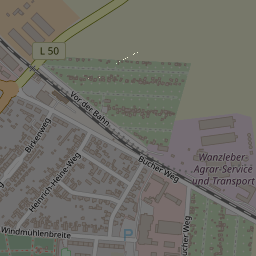 L 50
Vor der Bahn
Birkenweg
Wanzleber
Agrar-Service
und Transport
Bucher Weg
Heinrich-Heine-Weg
Windmühlenbreite
P
Bucher Weg